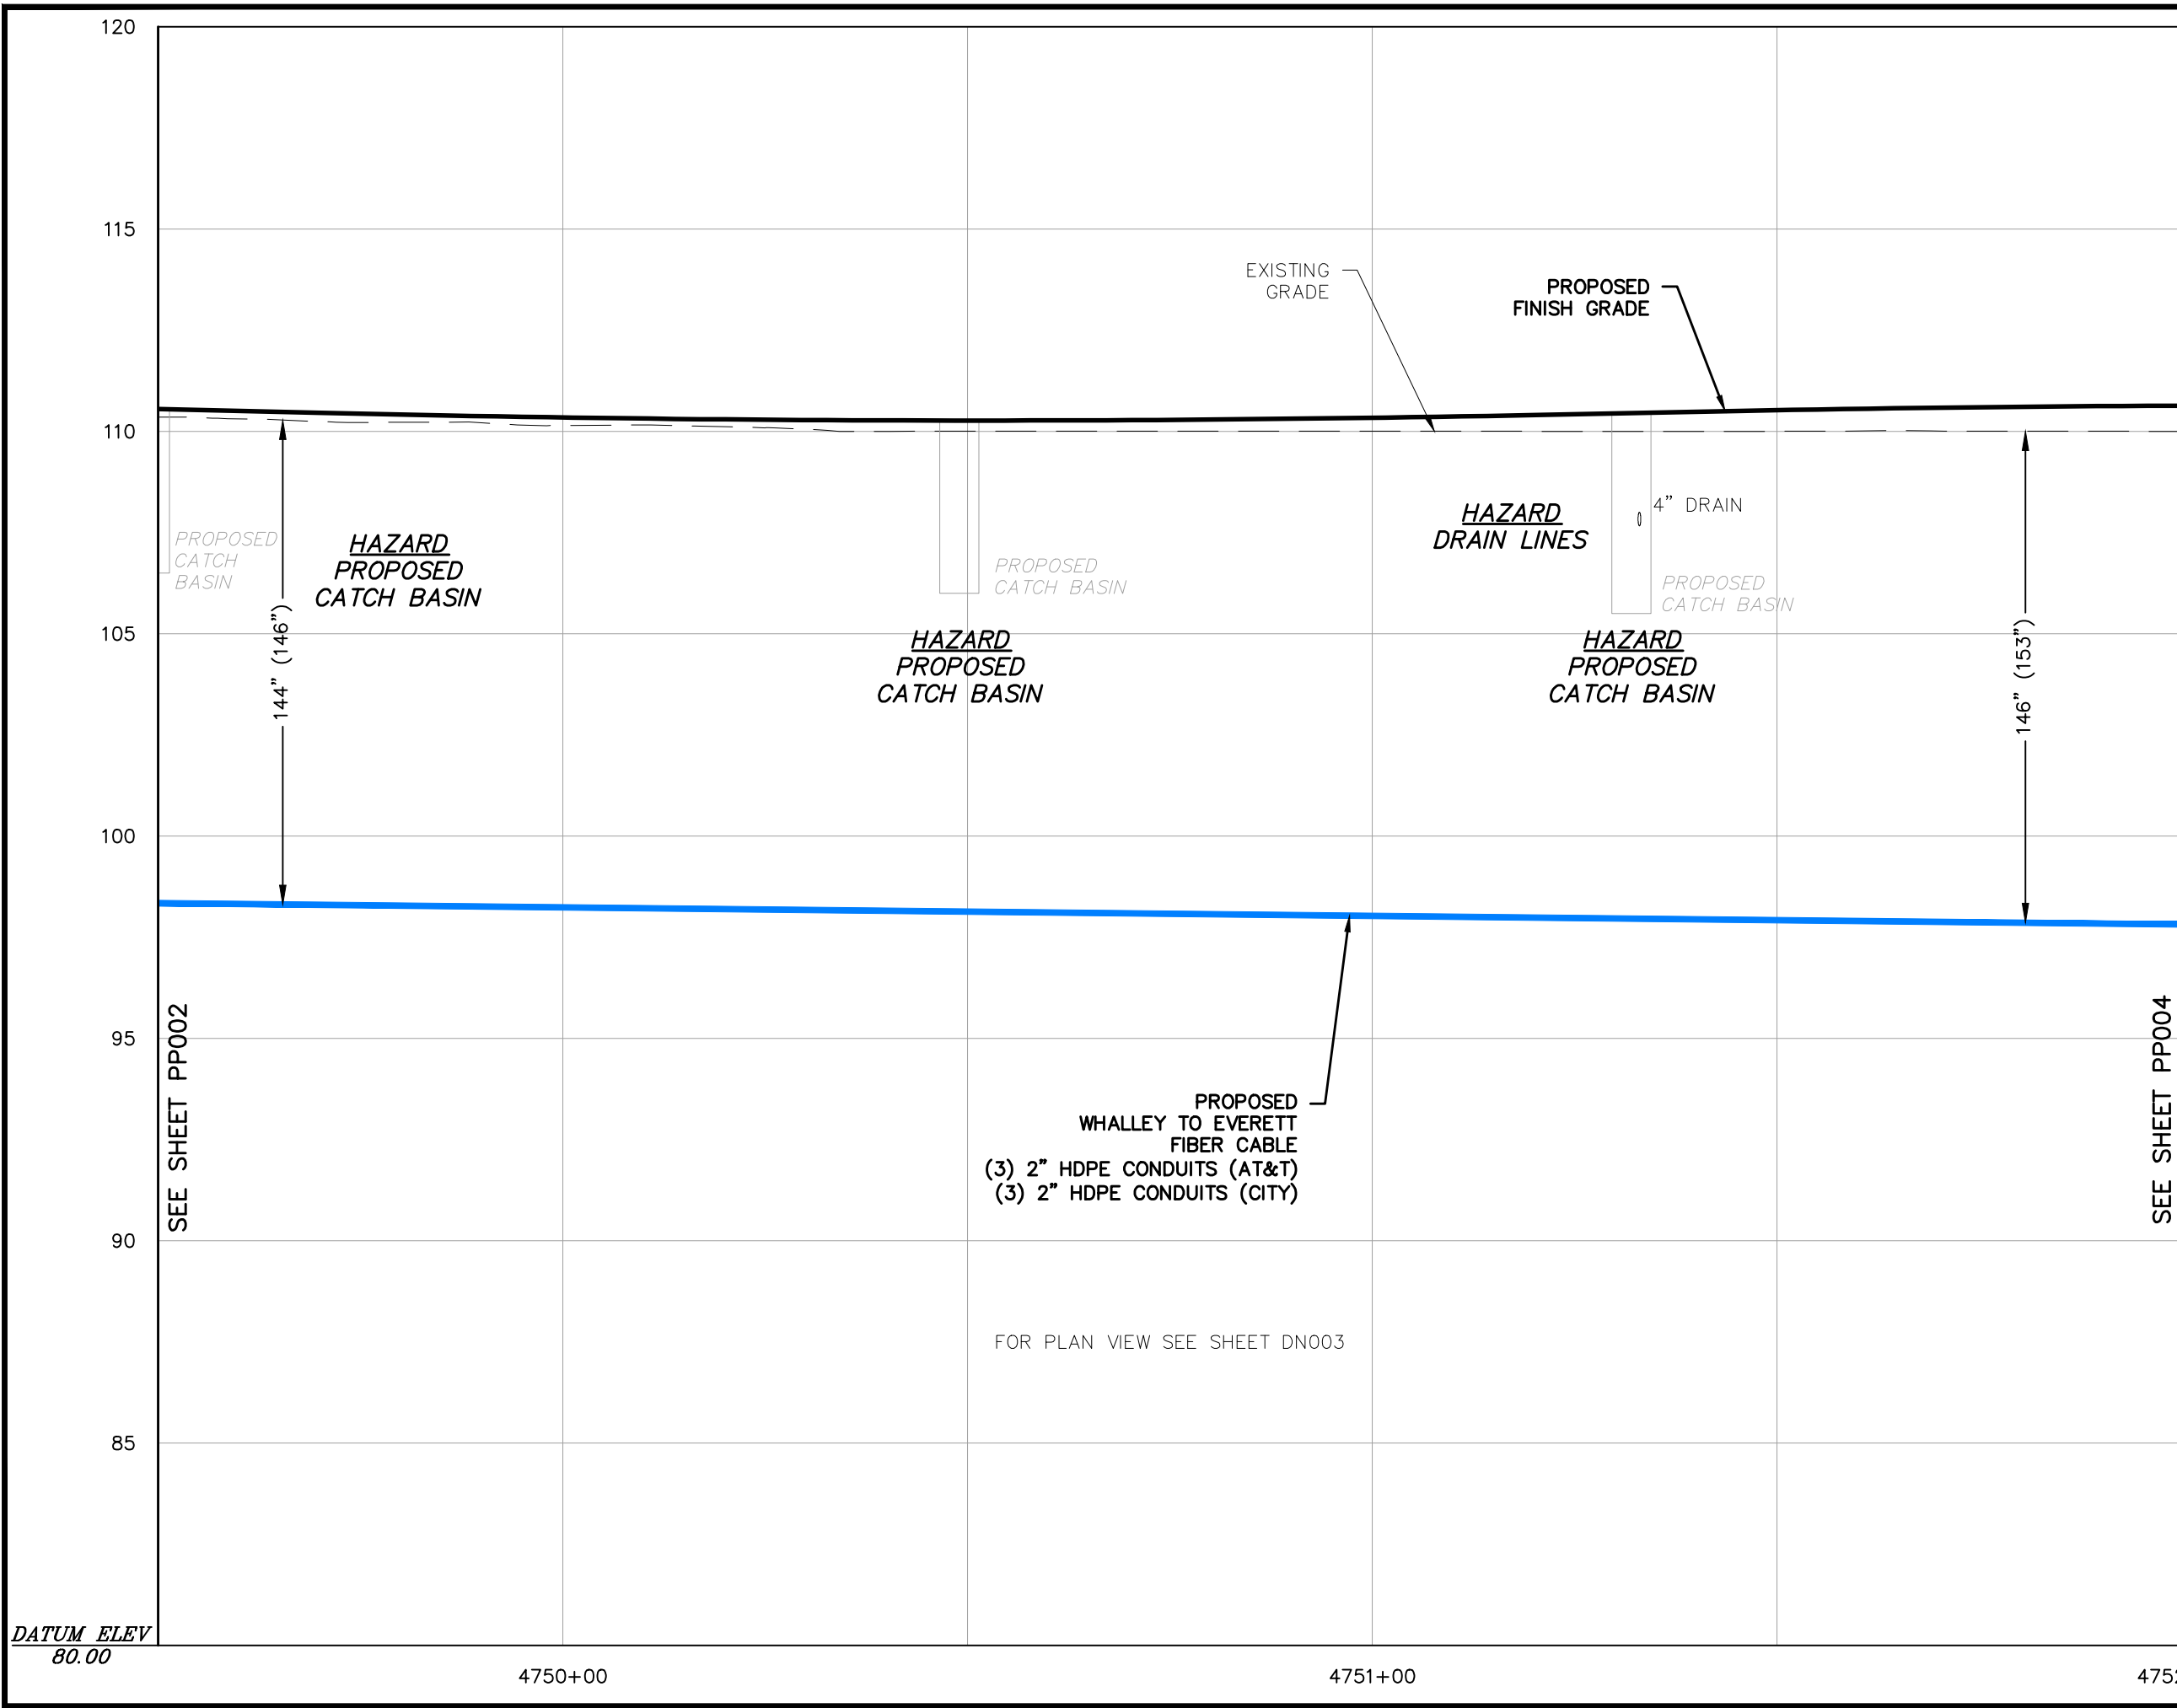 120
115
EXISTING
GRADE
PROPOSED
FINISH GRADE
110
4" DRAIN
HAZARD
DRAIN LINES
PROPOSED
CATCH
BASIN
HAZARD
PROPOSED
CATCH BASIN
PROPOSED
CATCH BASIN
PROPOSED
CATCH BASIN
144" (146")
105
HAZARD
PROPOSED
CATCH BASIN
HAZARD
PROPOSED
CATCH BASIN
146" (153")
100
95
SEE SHEET PP002
SEE SHEET PP004
PROPOSED
WHALLEY TO EVERETT
FIBER CABLE
(3) 2" HDPE CONDUITS (AT&T)
(3) 2" HDPE CONDUITS (CITY)
90
FOR PLAN VIEW SEE SHEET DN003
85
DATUM ELEV
80.00
4750+00
4751+00